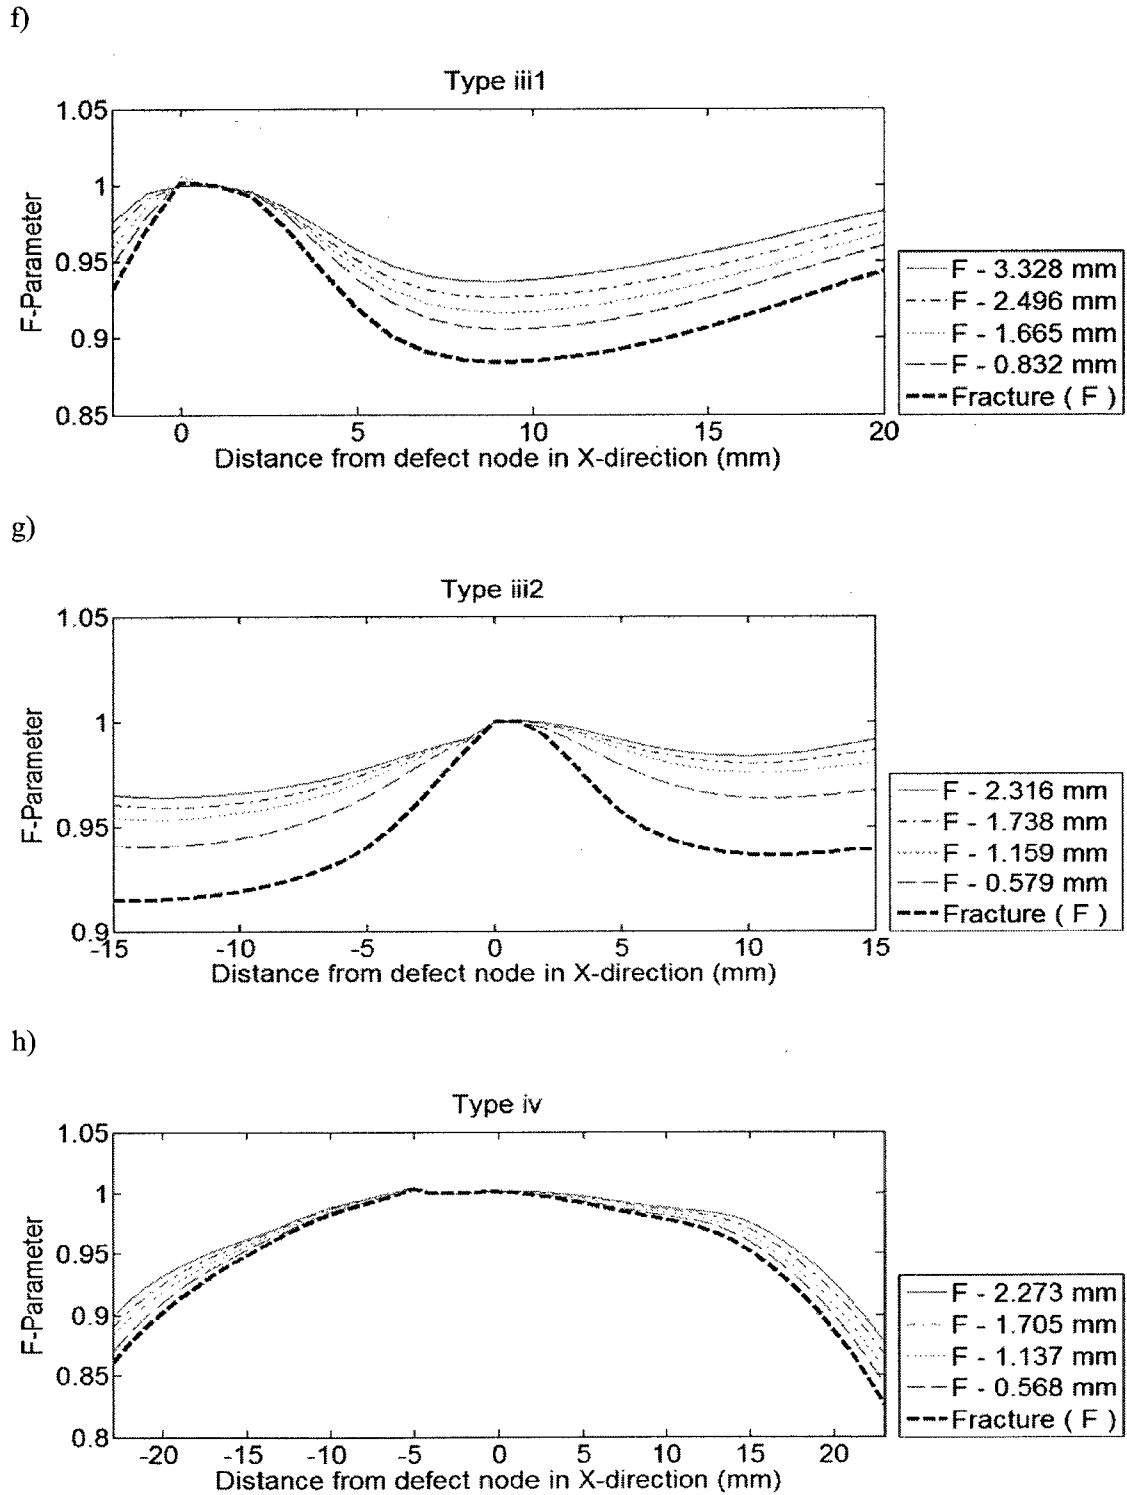 f)
Type iii1
1.05
1
0.95
0.9
0.85
F-Parameter
0 5 10 15 20
Distance from defect node in X-direction (mm)
F - 3.328 mm
F - 2.496 mm
F - 1.665 mm
F - 0.832 mm
Fracture ( F )
g)
Type iii2
1.05
1
0.95
0.9
F-Parameter
-15 -10 -5 0 5 10 15
Distance from defect node in X-direction (mm)
F - 2.316 mm
F - 1.738 mm
F - 1.159 mm
F - 0.579 mm
Fracture ( F )
h)
Type iv
1.05
1
0.95
0.9
0.85
0.8
F-Parameter
-20 -15 -10 -5 0 5 10 15 20
Distance from defect node in X-direction (mm)
F - 2.273 mm
F - 1.705 mm
F - 1.137 mm
F - 0.568 mm
Fracture ( F )